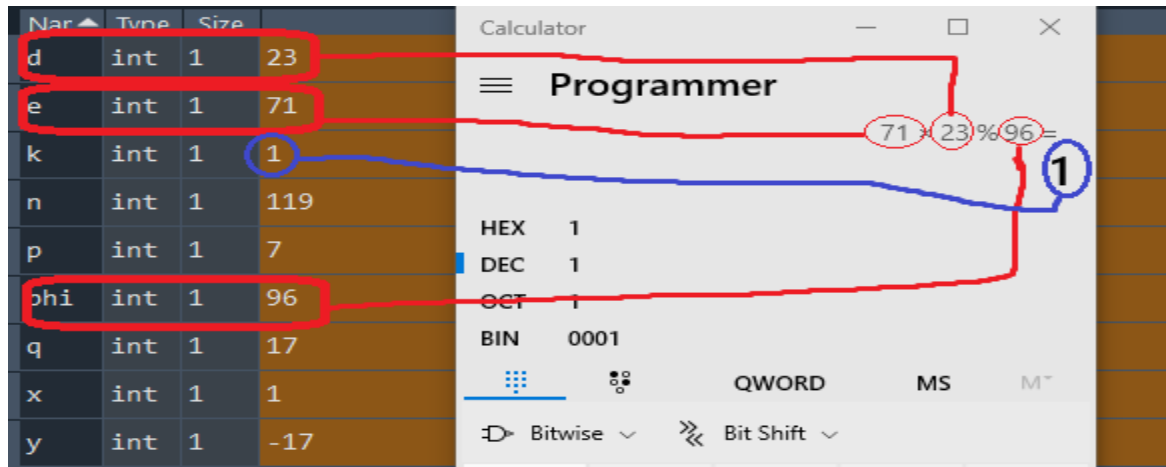 Nar Type Size
d int 1 23
e int 1 71
k int 1 1
n int 1 119
p int 1 7
phi int 1 96
q int 1 17
x int 1 1
y int 1 -17
Calculator
Programmer
71 × 23 % 96 =
1
HEX 1
DEC 1
OCT 1
BIN 0001
QWORD MS M
Bitwise Bit Shift